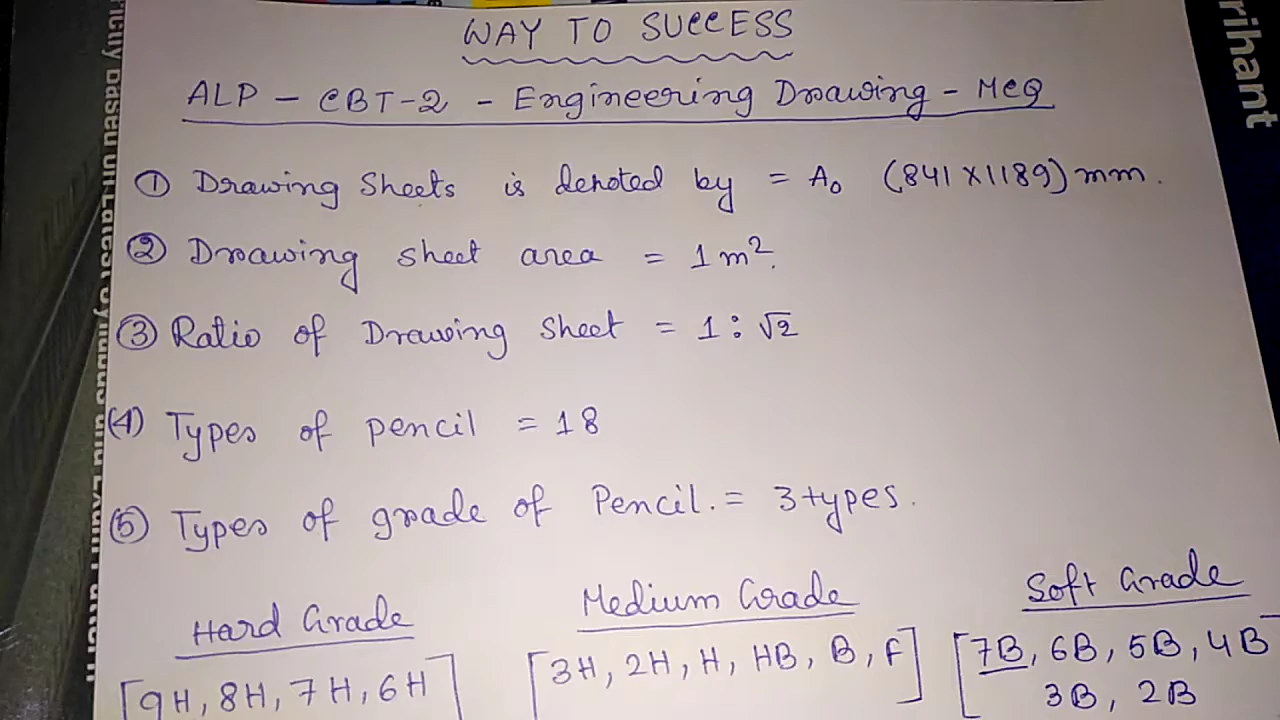 WAY TO SUCCESS
ALP - CBT-2 - Engineering Drawing - MCQ
① Drawing Sheets is denoted by = A₀ (841 x 1189) mm.
② Drawing sheet area = 1 m².
③ Ratio of Drawing Sheet = 1 : √2
(4) Types of pencil = 18
(5) Types of grade of Pencil. = 3 types.
Hard Grade
[9H, 8H, 7H, 6H]
Medium Grade
[3H, 2H, H, HB, B, F]
Soft Grade
[7B, 6B, 5B, 4B
3B, 2B
rihant